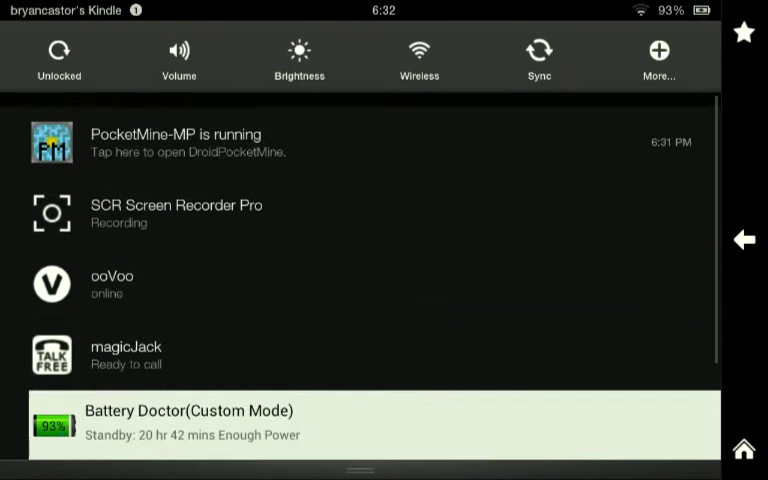 bryancastor's Kindle 1 6:32 93%
Unlocked Volume Brightness Wireless Sync More...
PocketMine-MP is running
Tap here to open DroidPocketMine. 6:31 PM
PM
SCR Screen Recorder Pro
Recording
V
ooVoo
online
TALK FREE
magicJack
Ready to call
93%
Battery Doctor(Custom Mode)
Standby: 20 hr 42 mins Enough Power